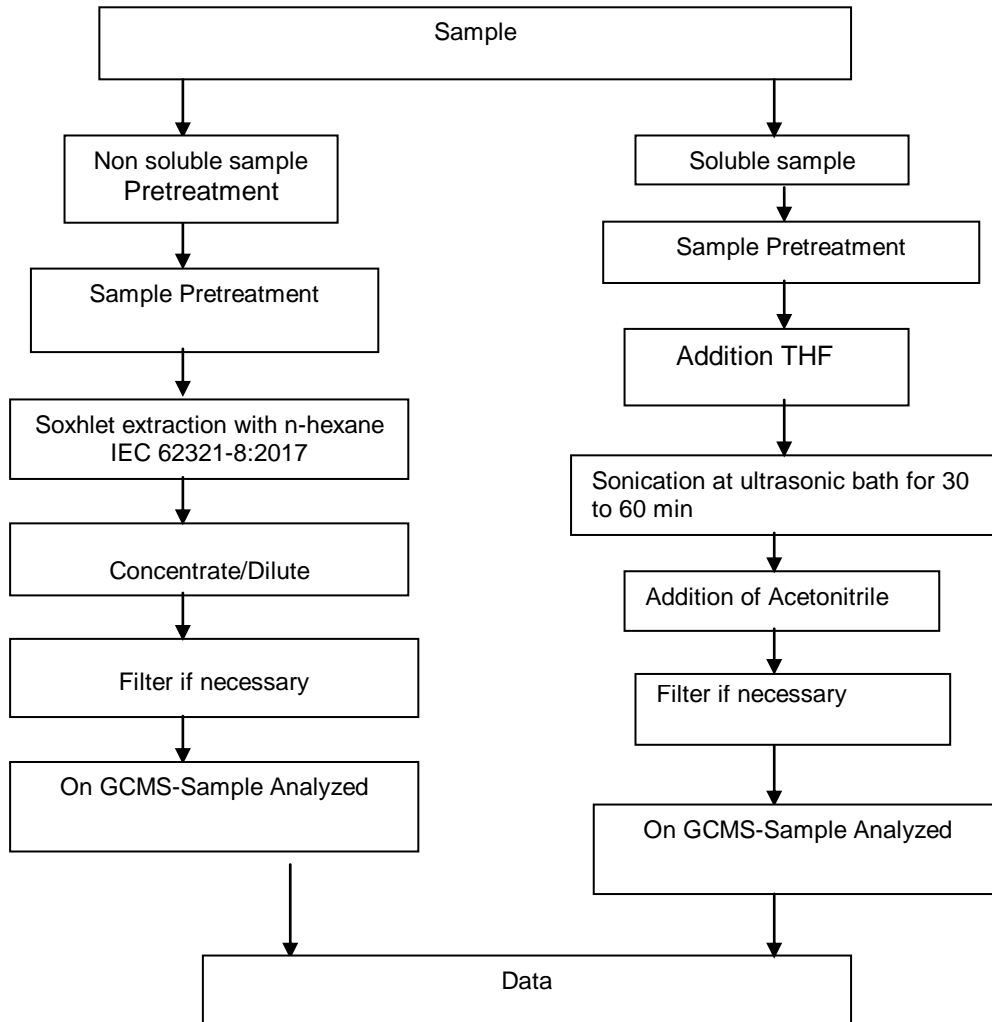 Sample
Non soluble sample
Pretreatment
Sample Pretreatment
Soxhlet extraction with n-hexane
IEC 62321-8:2017
Concentrate/Dilute
Filter if necessary
On GCMS-Sample Analyzed
Soluble sample
Sample Pretreatment
Addition THF
Sonication at ultrasonic bath for 30
to 60 min
Addition of Acetonitrile
Filter if necessary
On GCMS-Sample Analyzed
Data